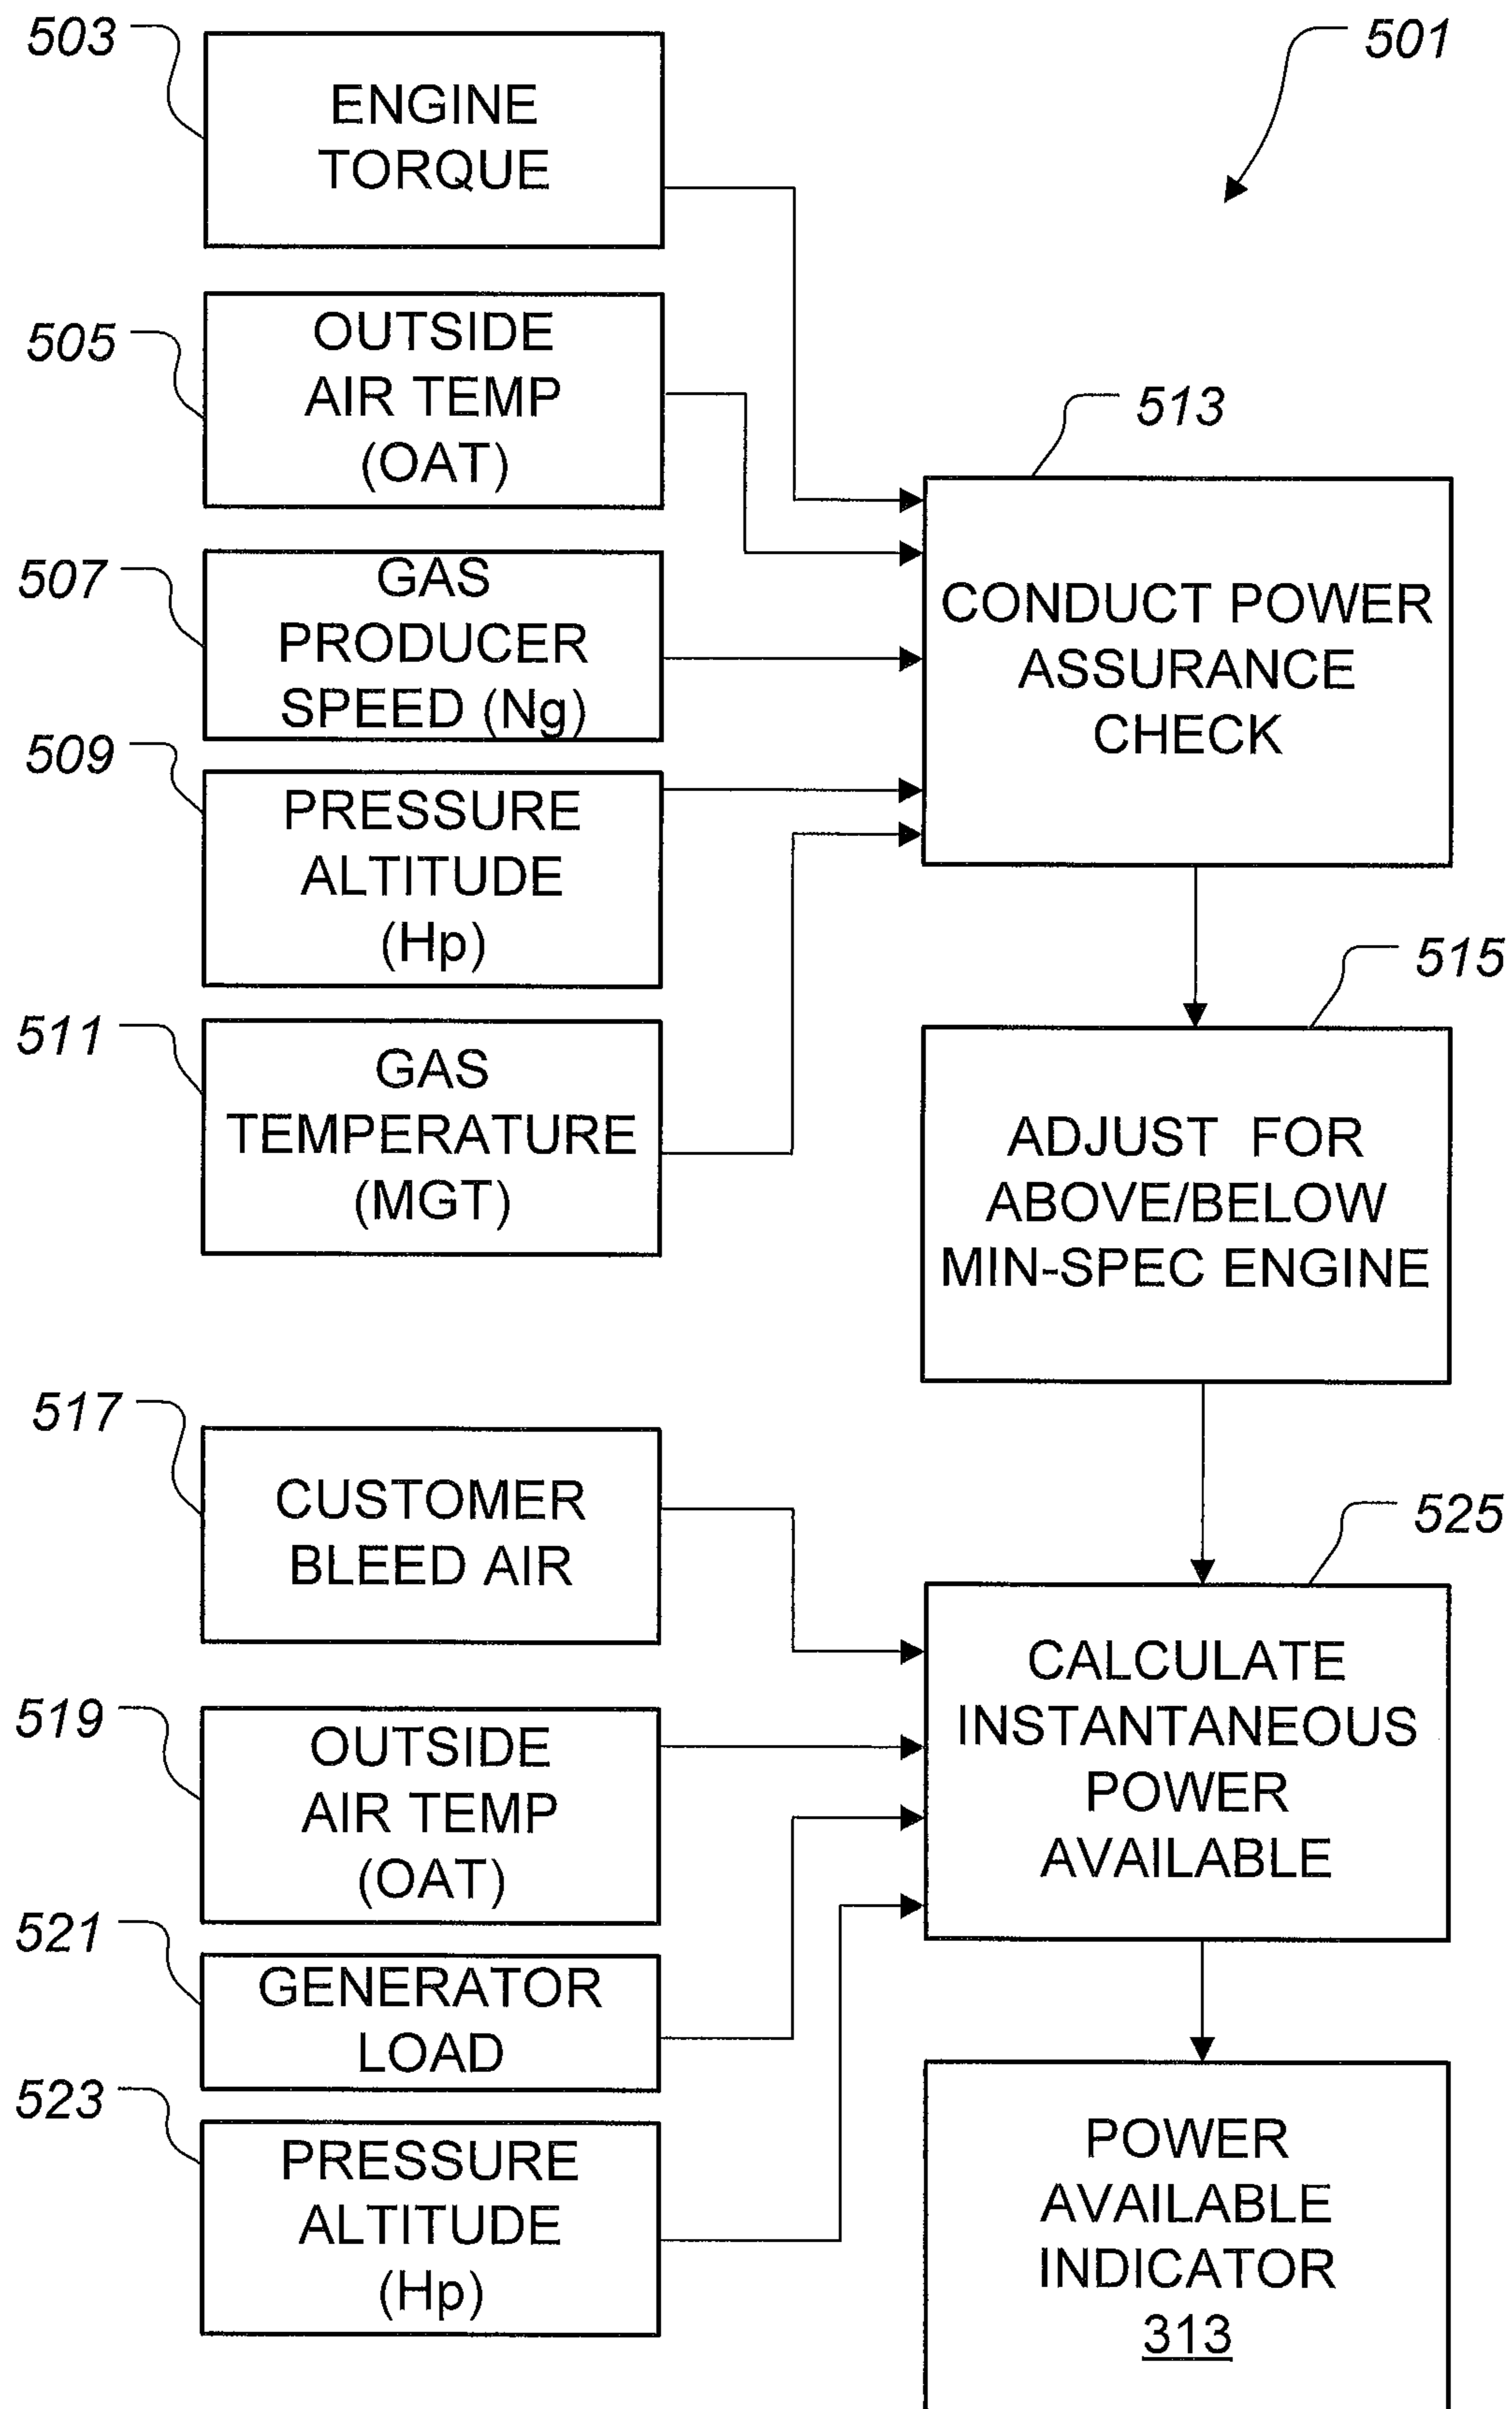 503
ENGINE
TORQUE
501
505
OUTSIDE
AIR TEMP
(OAT)
507
GAS
PRODUCER
SPEED (Ng)
509
PRESSURE
ALTITUDE
(Hp)
511
GAS
TEMPERATURE
(MGT)
513
CONDUCT POWER
ASSURANCE
CHECK
515
ADJUST FOR
ABOVE/BELOW
MIN-SPEC ENGINE
517
CUSTOMER
BLEED AIR
519
OUTSIDE
AIR TEMP
(OAT)
521
GENERATOR
LOAD
523
PRESSURE
ALTITUDE
(Hp)
525
CALCULATE
INSTANTANEOUS
POWER
AVAILABLE
POWER
AVAILABLE
INDICATOR
313